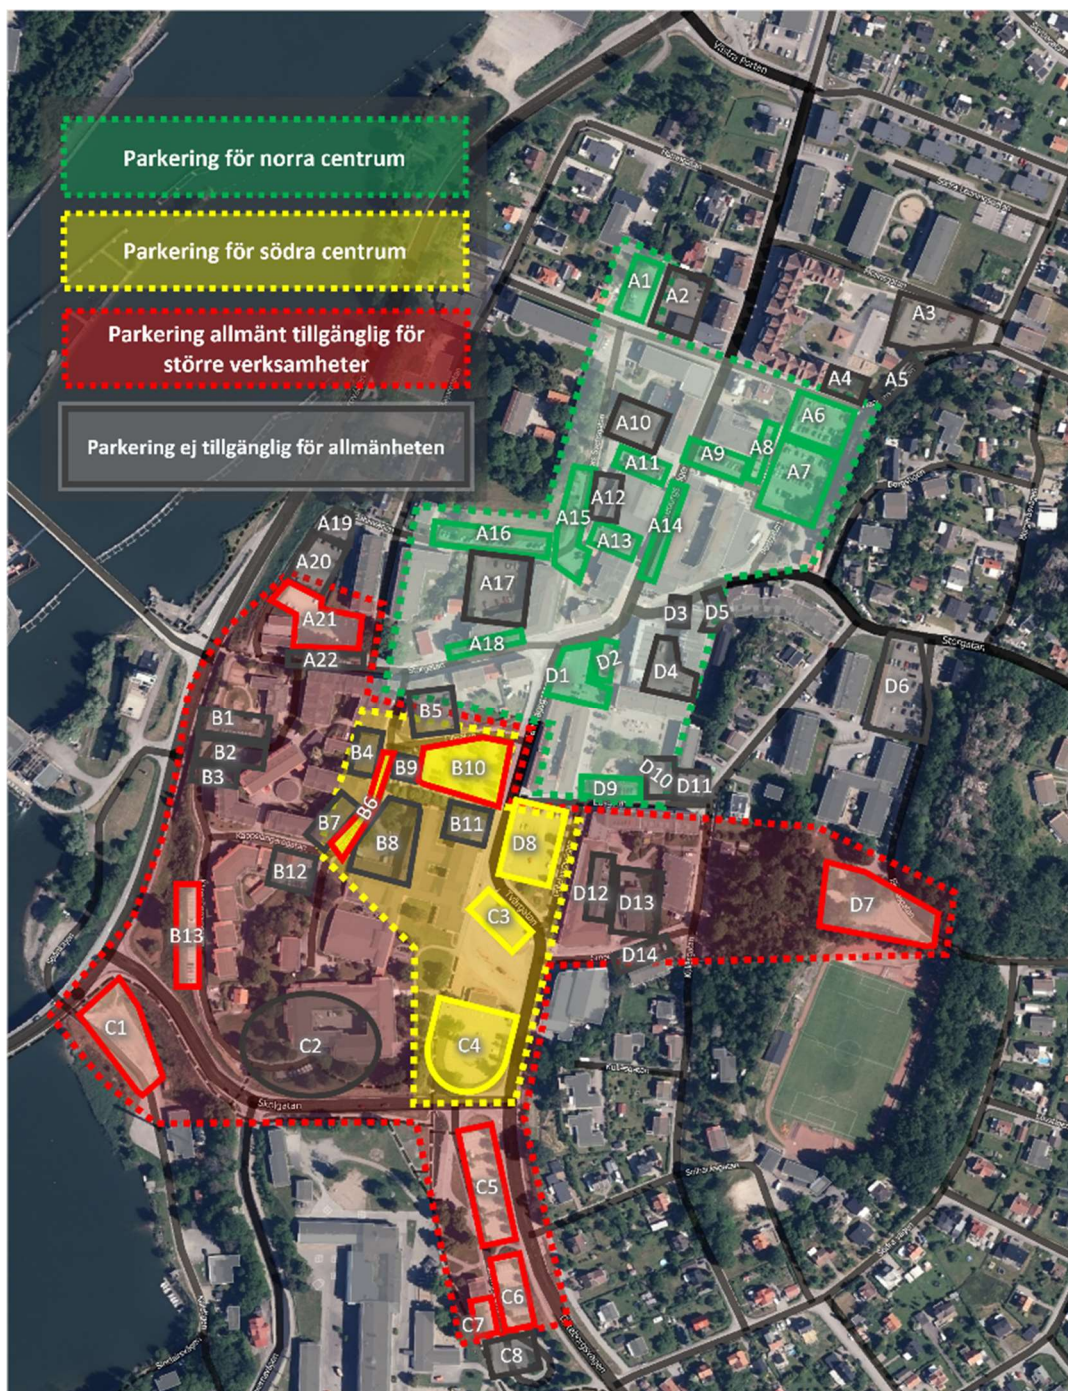 Västra Porten
Parkering för norra centrum
Parkering för södra centrum
Parkering allmänt tillgänglig för
större verksamheter
Parkering ej tillgänglig för allmänheten
A1
A2
A3
A4
A5
A6
A7
A8
A9
A10
A11
A12
A13
A14
A15
A16
A17
A18
A19
A20
A21
A22
Storgatan
Storgatan
D1
D2
D3
D4
D5
D6
B1
B2
B3
B4
B5
B6
B7
B8
B9
B10
B11
B12
B13
D7
D8
D9
D10
D11
D12
D13
D14
C1
C2
C3
C4
Skolgatan
C5
C6
C7
C8